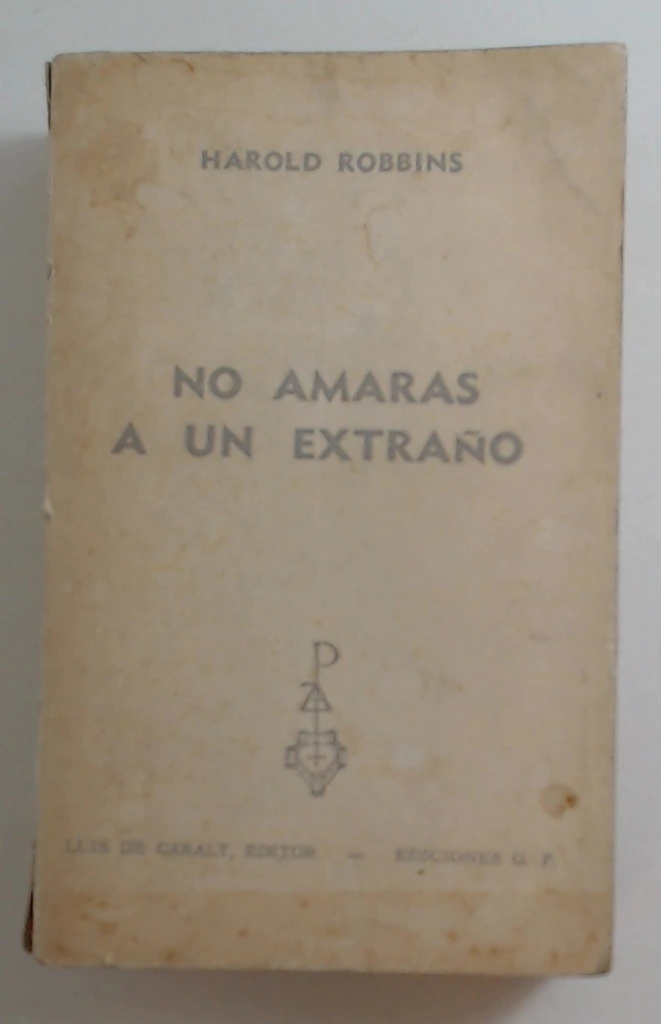 HAROLD ROBBINS
NO AMARAS
A UN EXTRAÑO
LUIS DE CARALT, EDITOR — EDICIONES G. P.